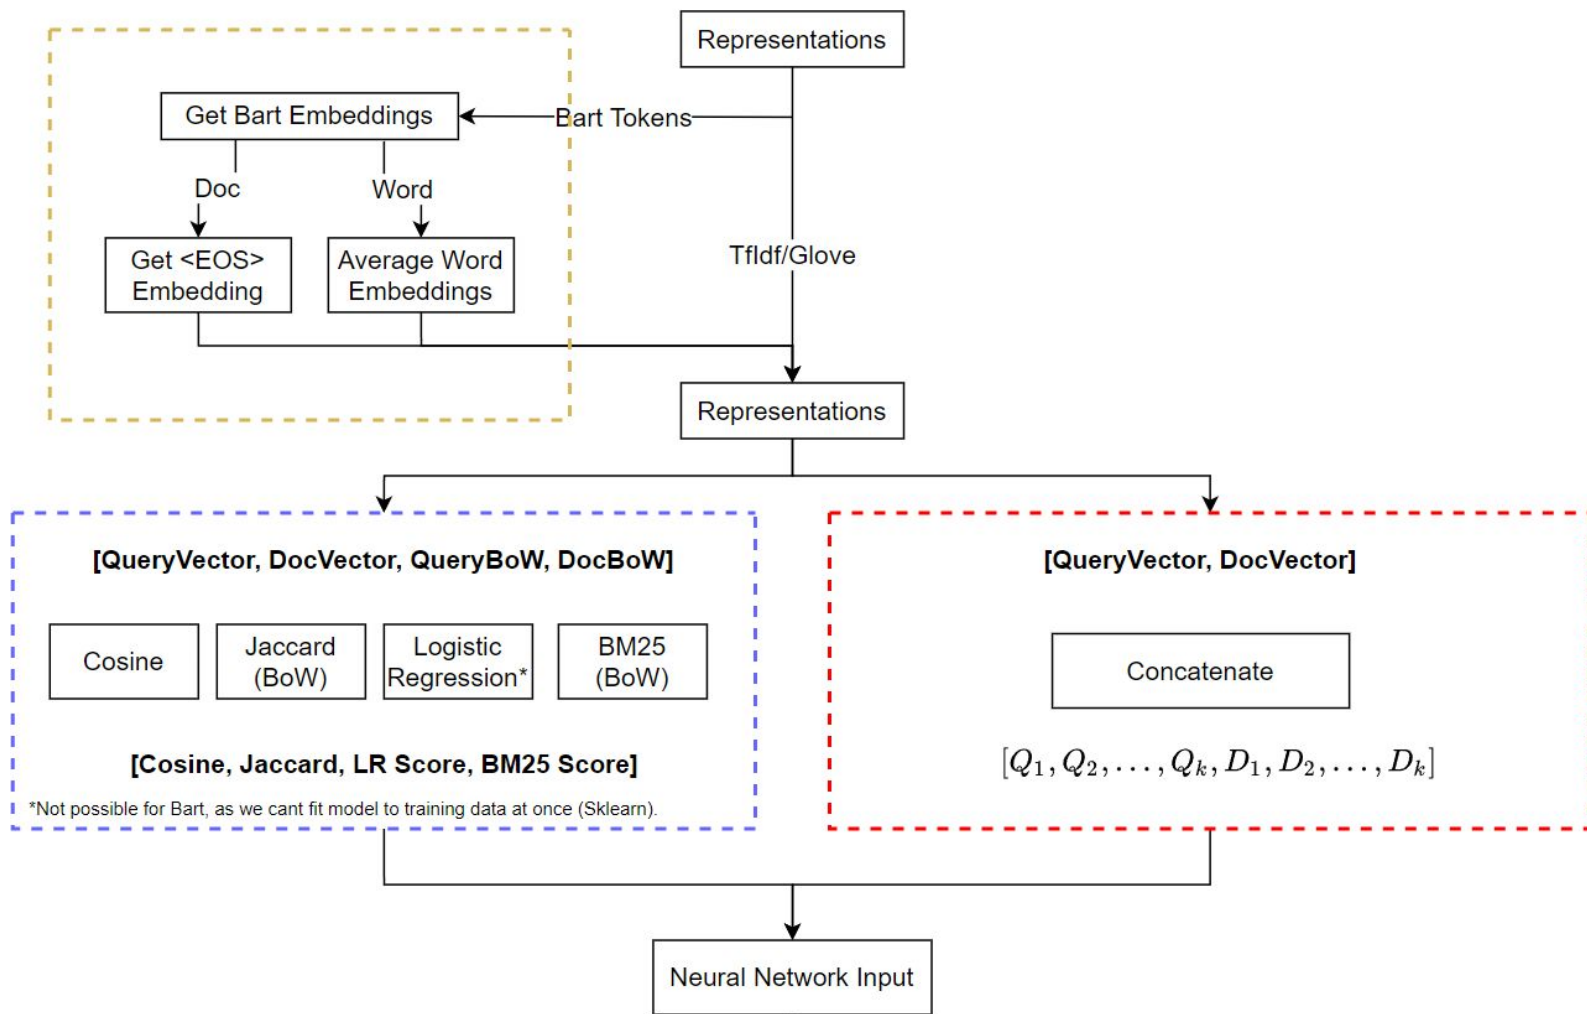 Representations
Get Bart Embeddings
Bart Tokens
Doc
Word
Get <EOS>
Embedding
Average Word
Embeddings
TfIdf/Glove
Representations
[QueryVector, DocVector, QueryBoW, DocBoW]
Cosine
Jaccard
(BoW)
Logistic
Regression*
BM25
(BoW)
[Cosine, Jaccard, LR Score, BM25 Score]
*Not possible for Bart, as we cant fit model to training data at once (Sklearn).
[QueryVector, DocVector]
Concatenate
[Q₁, Q₂, . . . , Qₖ, D₁, D₂, . . . , Dₖ]
Neural Network Input